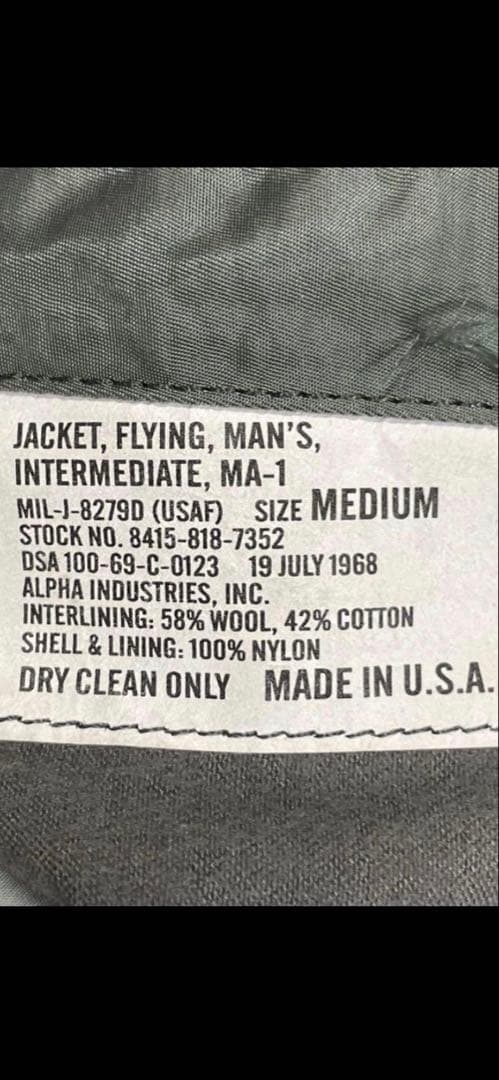 JACKET, FLYING, MAN'S,
INTERMEDIATE, MA-1
MIL-J-8279D (USAF) SIZE MEDIUM
STOCK NO. 8415-818-7352
DSA 100-69-C-0123 19 JULY 1968
ALPHA INDUSTRIES, INC.
INTERLINING: 58% WOOL, 42% COTTON
SHELL & LINING: 100% NYLON
DRY CLEAN ONLY MADE IN U.S.A.